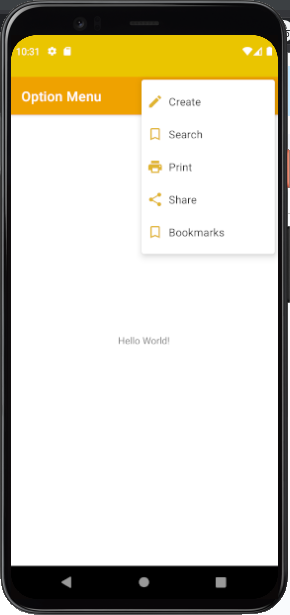 10:31
Option Menu
Create
Search
Print
Share
Bookmarks
Hello World!